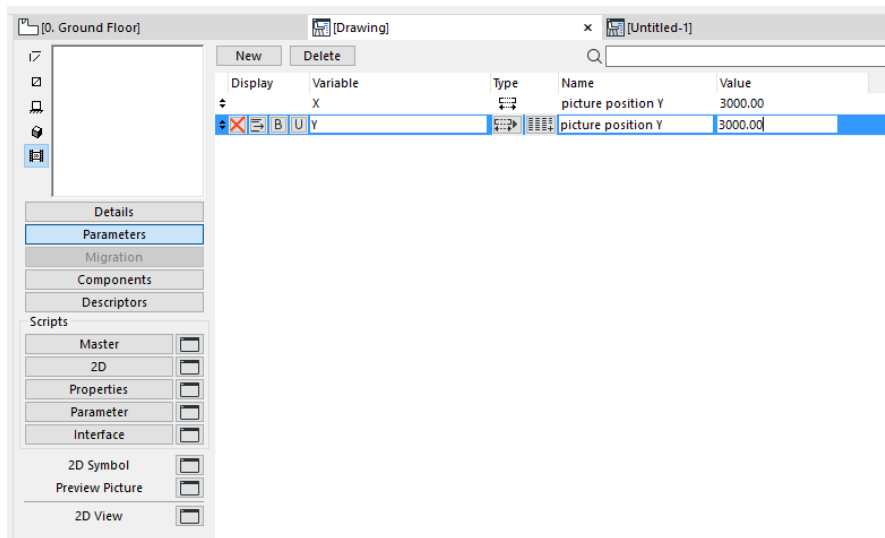 [0. Ground Floor] [Drawing] × [Untitled-1]
New Delete
Display Variable Type Name Value
X picture position Y 3000.00
B U Y picture position Y 3000.00
Details
Parameters
Migration
Components
Descriptors
Scripts
Master
2D
Properties
Parameter
Interface
2D Symbol
Preview Picture
2D View